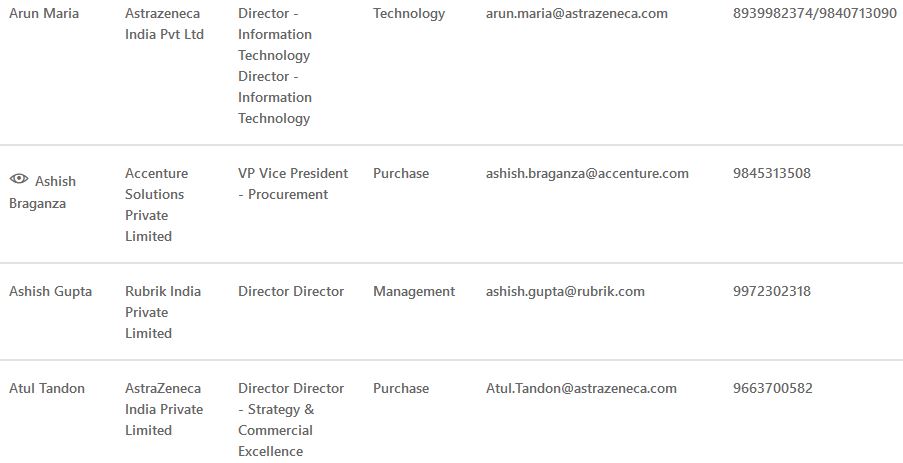 Arun Maria Astrazeneca Director - Technology arun.maria@astrazeneca.com 8939982374/9840713090
India Pvt Ltd Information
Technology
Director -
Information
Technology
Ashish Accenture VP Vice President Purchase ashish.braganza@accenture.com 9845313508
Braganza Solutions - Procurement
Private
Limited
Ashish Gupta Rubrik India Director Director Management ashish.gupta@rubrik.com 9972302318
Private
Limited
Atul Tandon AstraZeneca Director Director Purchase Atul.Tandon@astrazeneca.com 9663700582
India Private - Strategy &
Limited Commercial
Excellence